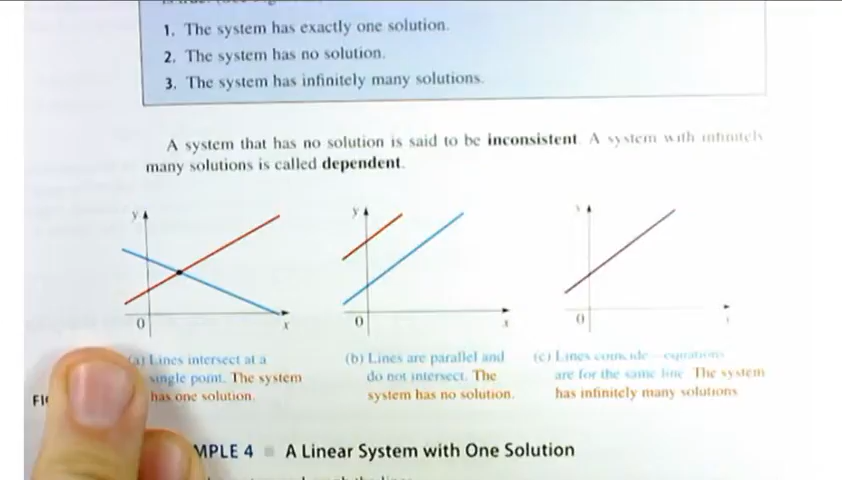 1. The system has exactly one solution.
2. The system has no solution.
3. The system has infinitely many solutions.
A system that has no solution is said to be inconsistent. A system with infinitely
many solutions is called dependent.
y y y
0 x 0 x 0
(a) Lines intersect at a
single point. The system
has one solution.
(b) Lines are parallel and
do not intersect. The
system has no solution.
(c) Lines coincide—equations
are for the same line. The system
has infinitely many solutions
MPLE 4 A Linear System with One Solution